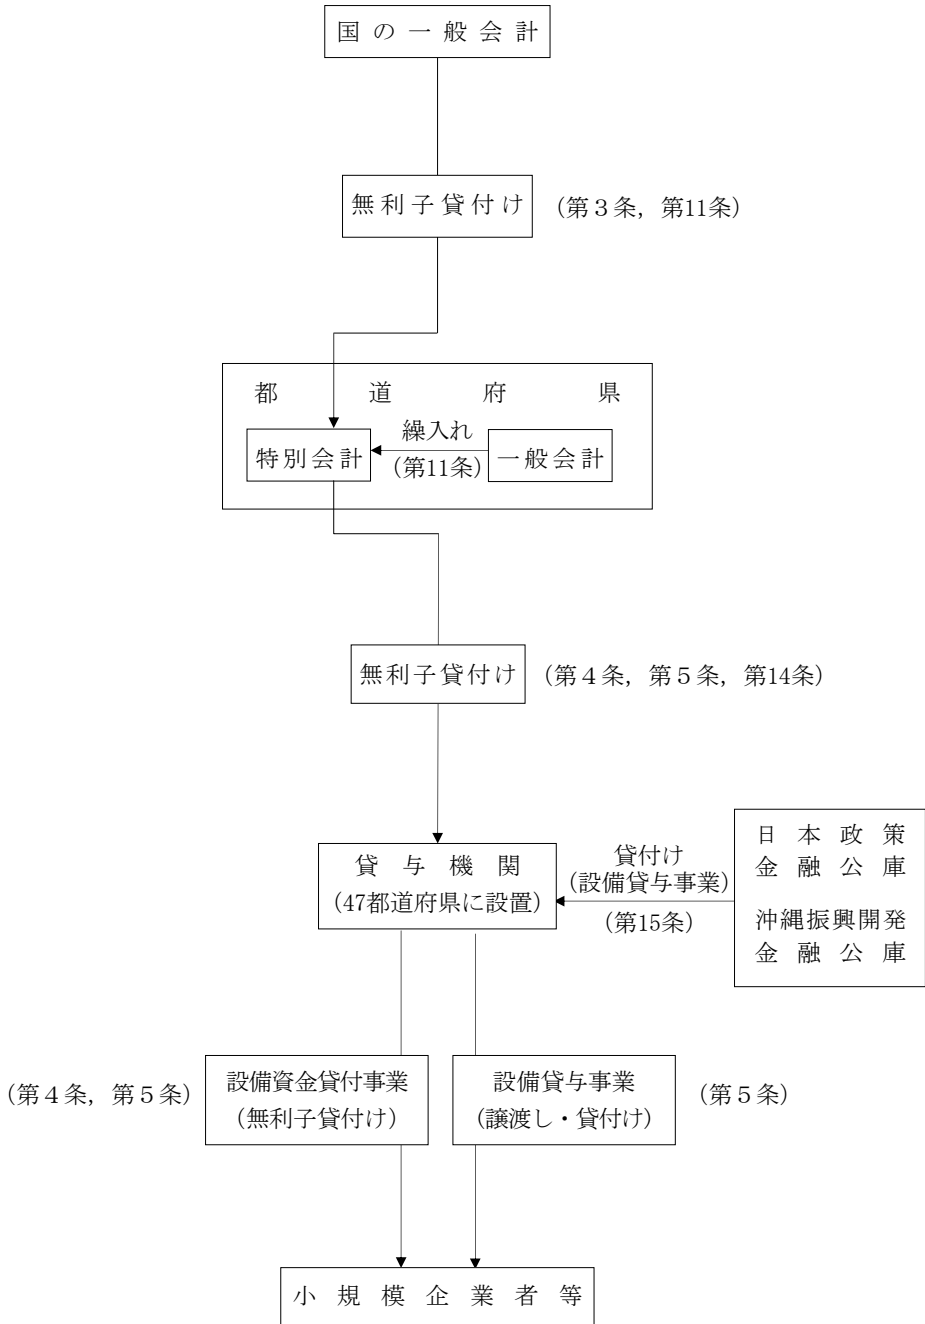 国の一般会計
無利子貸付け
（第３条，第11条）
都道府県
繰入れ
特別会計
（第11条）
一般会計
無利子貸付け
（第４条，第５条，第14条）
貸与機関
（47都道府県に設置）
貸付け
（設備貸与事業）
（第15条）
日本政策
金融公庫
沖縄振興開発
金融公庫
（第４条，第５条）
設備資金貸付事業
（無利子貸付け）
設備貸与事業
（譲渡し・貸付け）
（第５条）
小規模企業者等